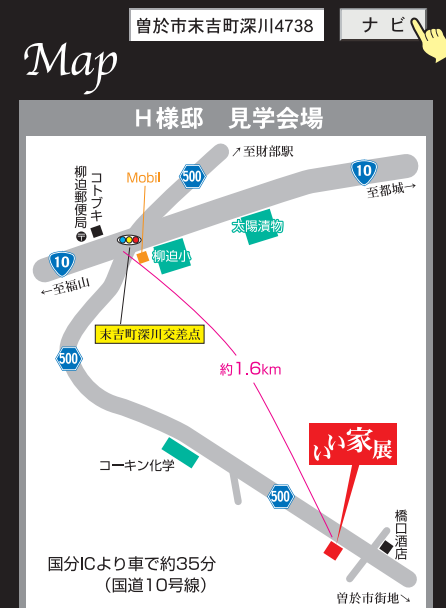 曽於市末吉町深川4738
ナビ
Map
H様邸 見学会場
↗至財部駅
500
10
至都城→
Mobil
コトブキ
柳迫郵便局
太陽漬物
柳迫小
10
←至福山
末吉町深川交差点
500
約1.6km
いい家展
コーキン化学
500
橋口酒店
国分ICより車で約35分
(国道10号線)
曽於市街地↘